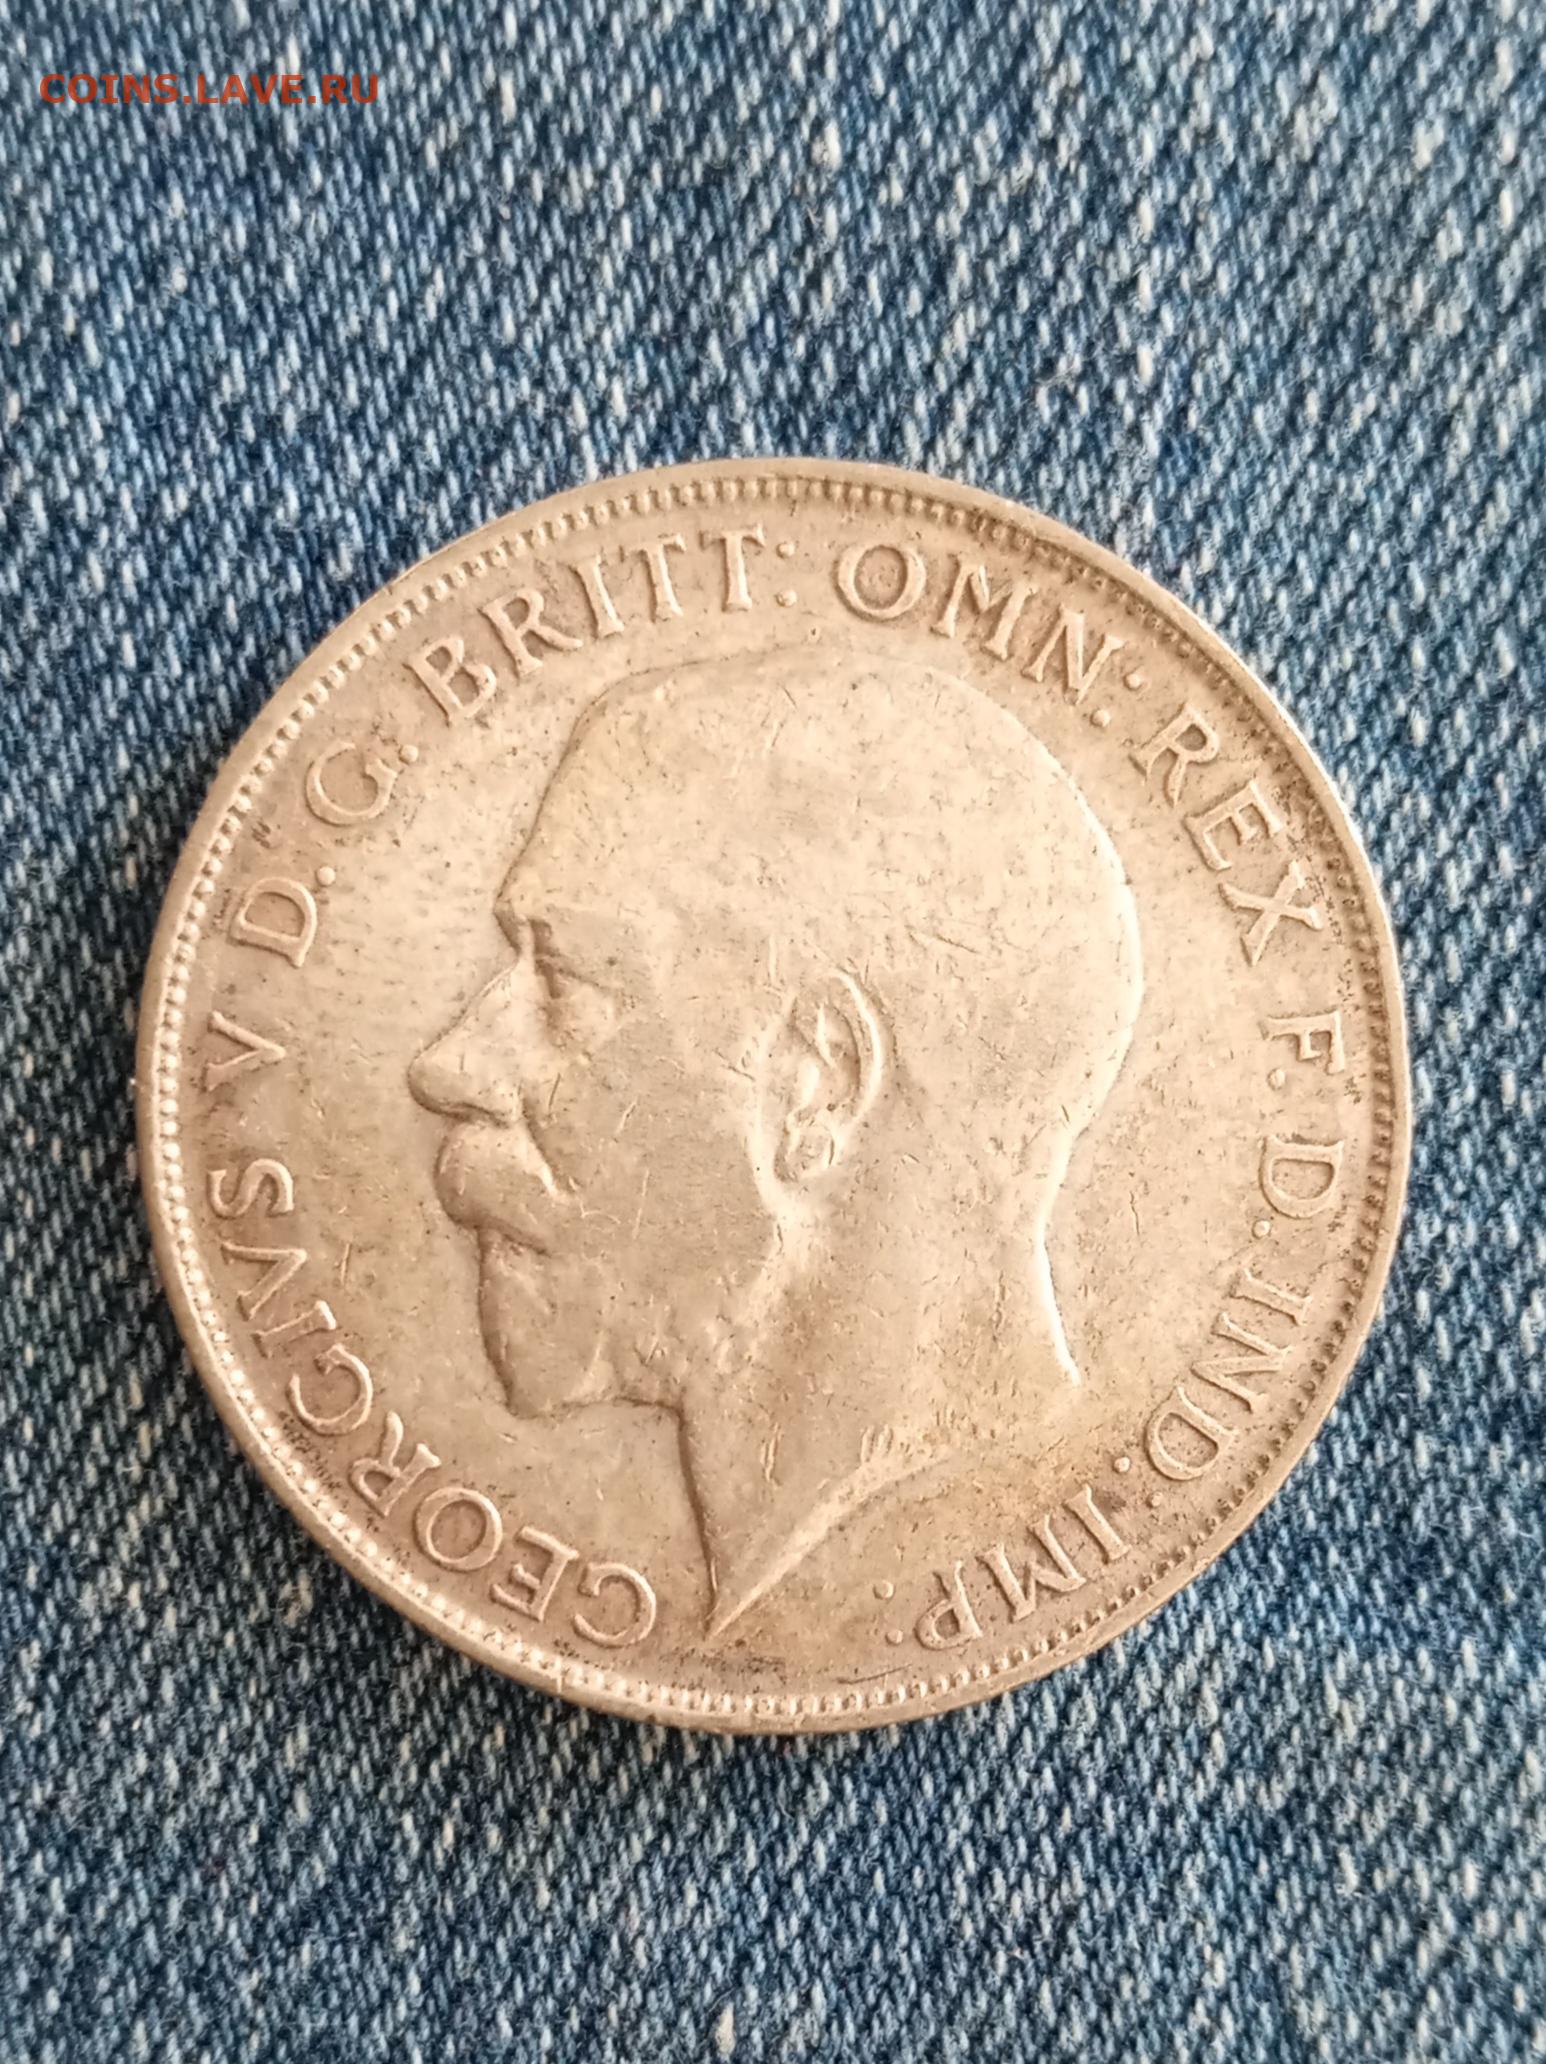 COINS.LAVE.RU
GEORGIVS V D.G.BRITT: OMN: REX F.D.IND:IMP: